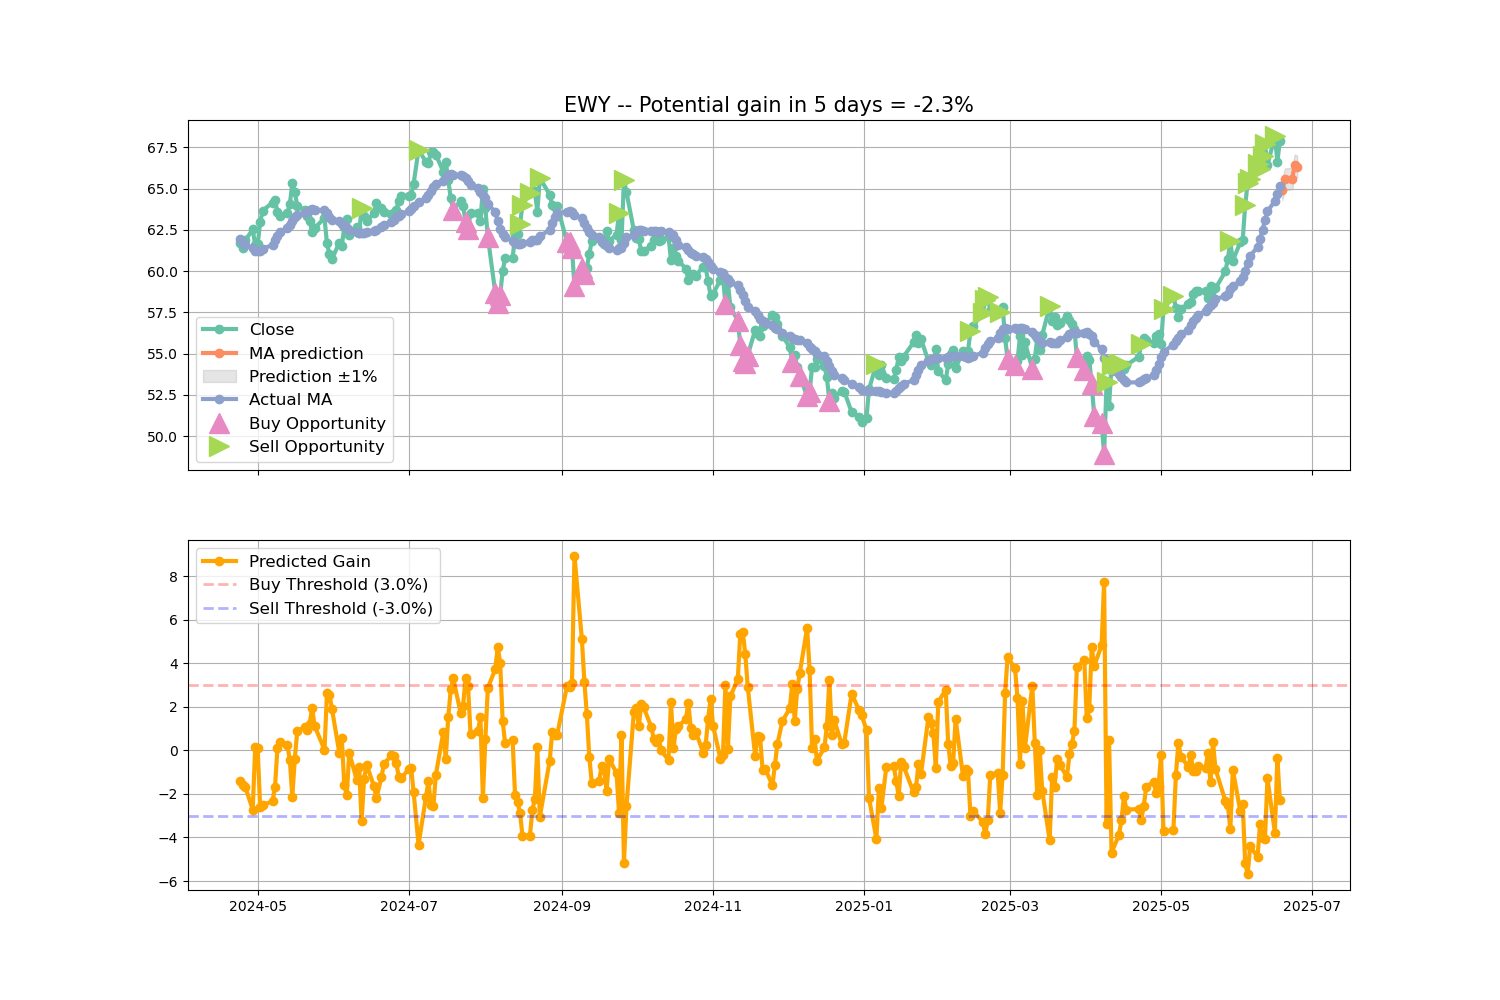 EWY -- Potential gain in 5 days = -2.3%
67.5
65.0
62.5
60.0
57.5
55.0
52.5
50.0
Close
MA prediction
Prediction ±1%
Actual MA
Buy Opportunity
Sell Opportunity
8
6
4
2
0
−2
−4
−6
Predicted Gain
Buy Threshold (3.0%)
Sell Threshold (-3.0%)
2024-05 2024-07 2024-09 2024-11 2025-01 2025-03 2025-05 2025-07